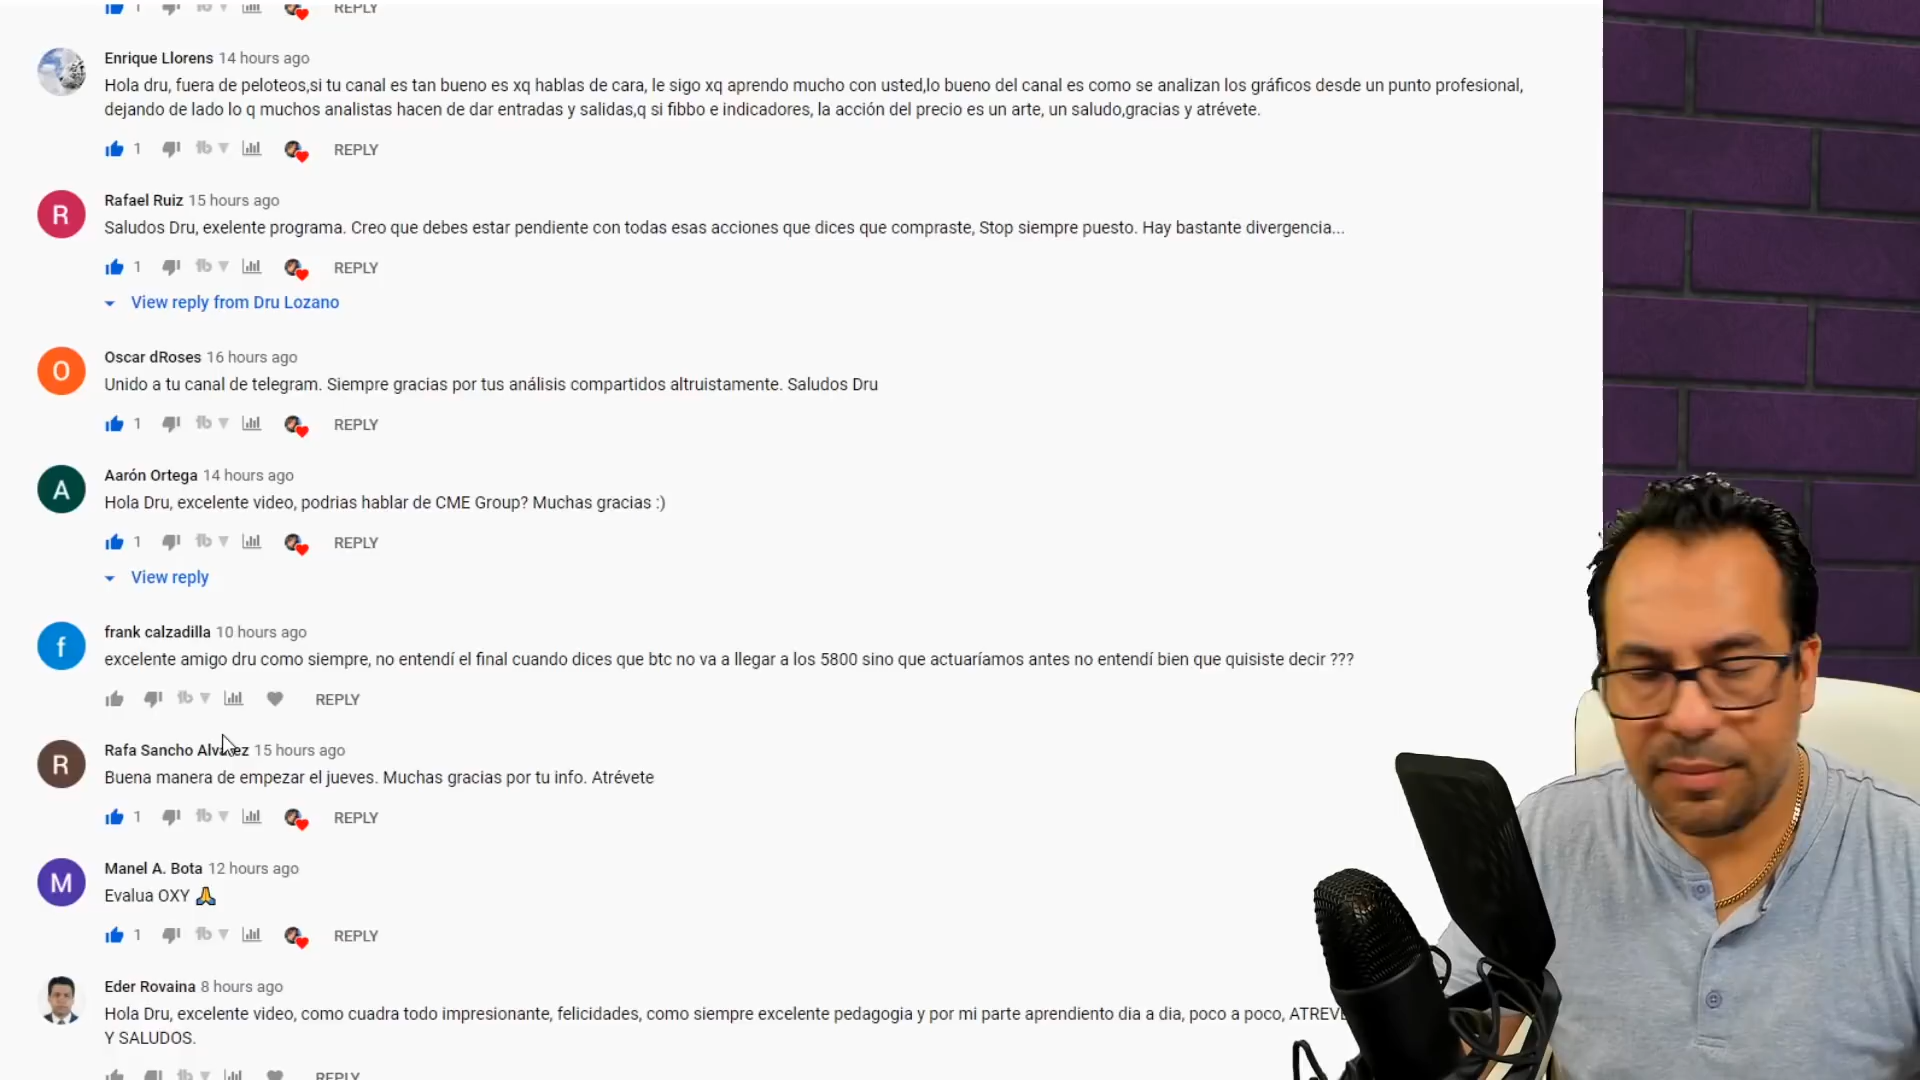 1 REPLY
Enrique Llorens 14 hours ago
Hola dru, fuera de peloteos,si tu canal es tan bueno es xq hablas de cara, le sigo xq aprendo mucho con usted,lo bueno del canal es como se analizan los gráficos desde un punto profesional,
dejando de lado lo q muchos analistas hacen de dar entradas y salidas,q si fibbo e indicadores, la acción del precio es un arte, un saludo,gracias y atrévete.
1 tb REPLY
R
Rafael Ruiz 15 hours ago
Saludos Dru, exelente programa. Creo que debes estar pendiente con todas esas acciones que dices que compraste, Stop siempre puesto. Hay bastante divergencia...
1 tb REPLY
View reply from Dru Lozano
O
Oscar dRoses 16 hours ago
Unido a tu canal de telegram. Siempre gracias por tus análisis compartidos altruistamente. Saludos Dru
1 tb REPLY
A
Aarón Ortega 14 hours ago
Hola Dru, excelente video, podrias hablar de CME Group? Muchas gracias :)
1 tb REPLY
View reply
f
frank calzadilla 10 hours ago
excelente amigo dru como siempre, no entendí el final cuando dices que btc no va a llegar a los 5800 sino que actuaríamos antes no entendí bien que quisiste decir ???
tb REPLY
R
Rafa Sancho Alvarez 15 hours ago
Buena manera de empezar el jueves. Muchas gracias por tu info. Atrévete
1 tb REPLY
M
Manel A. Bota 12 hours ago
Evalua OXY 🙏
1 tb REPLY
Eder Rovaina 8 hours ago
Hola Dru, excelente video, como cuadra todo impresionante, felicidades, como siempre excelente pedagogia y por mi parte aprendiento dia a dia, poco a poco,
Y SALUDOS.
tb REPLY